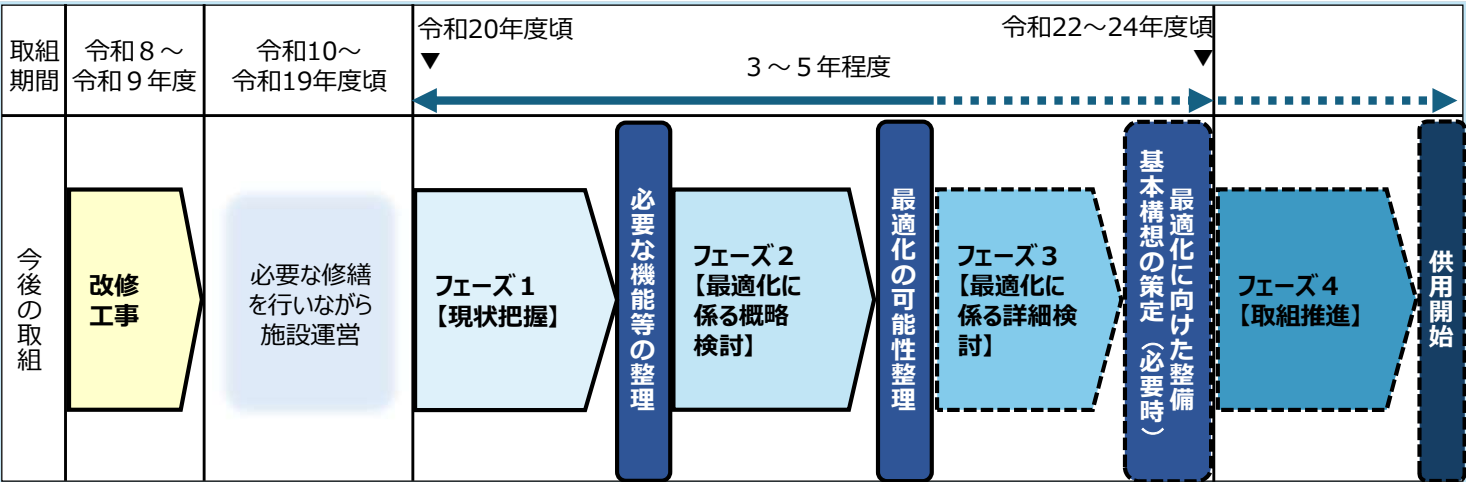 取組
期間
令和８～
令和９年度
令和10～
令和19年度頃
令和20年度頃
▼
３～５年程度
令和22～24年度頃
▼
今後の取組
改修
工事
必要な修繕
を行いながら
施設運営
フェーズ１
【現状把握】
必要な機能等の整理
フェーズ２
【最適化に
係る概略
検討】
最適化の可能性整理
フェーズ３
【最適化に
係る詳細検
討】
最適化に向けた整備
基本構想の策定（必要時）
フェーズ４
【取組推進】
供用開始